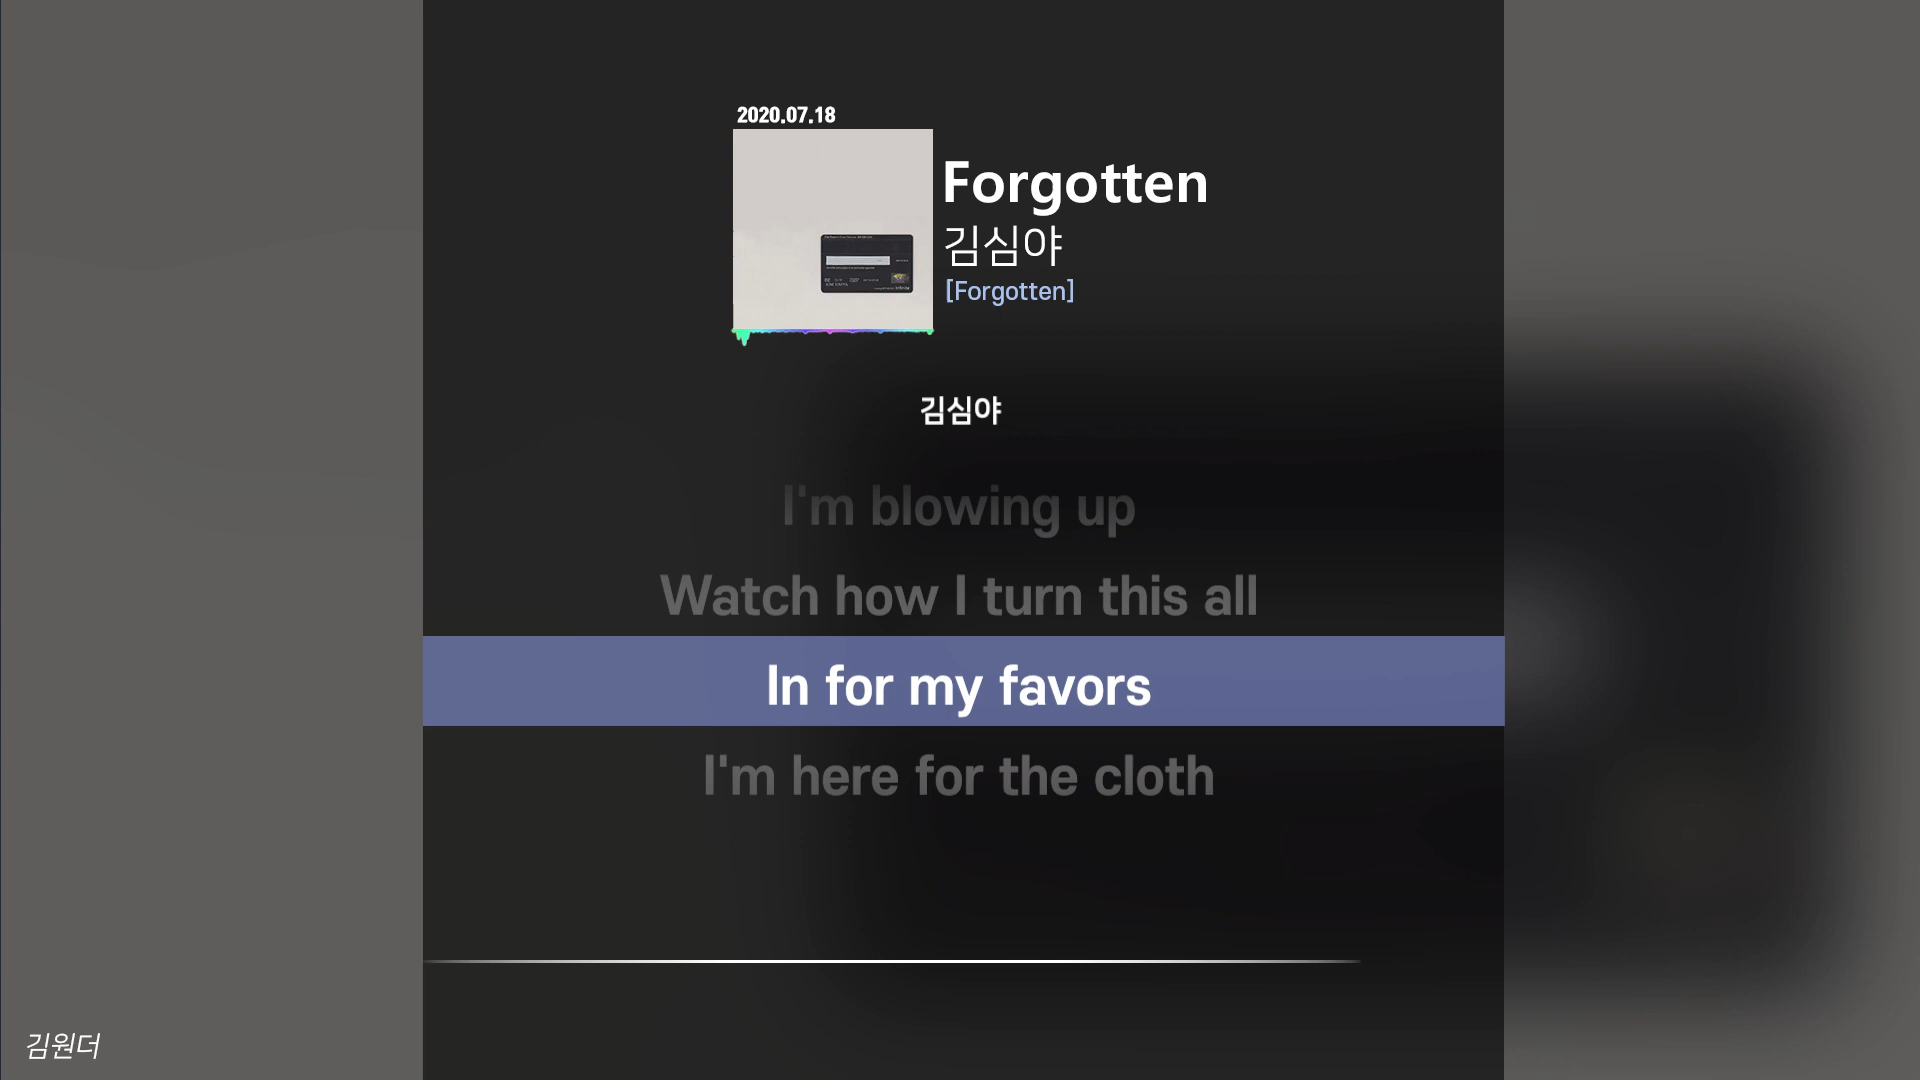 2020.07.18
Forgotten
김심야
[Forgotten]
김심야
I'm blowing up
Watch how I turn this all
In for my favors
I'm here for the cloth
김원더